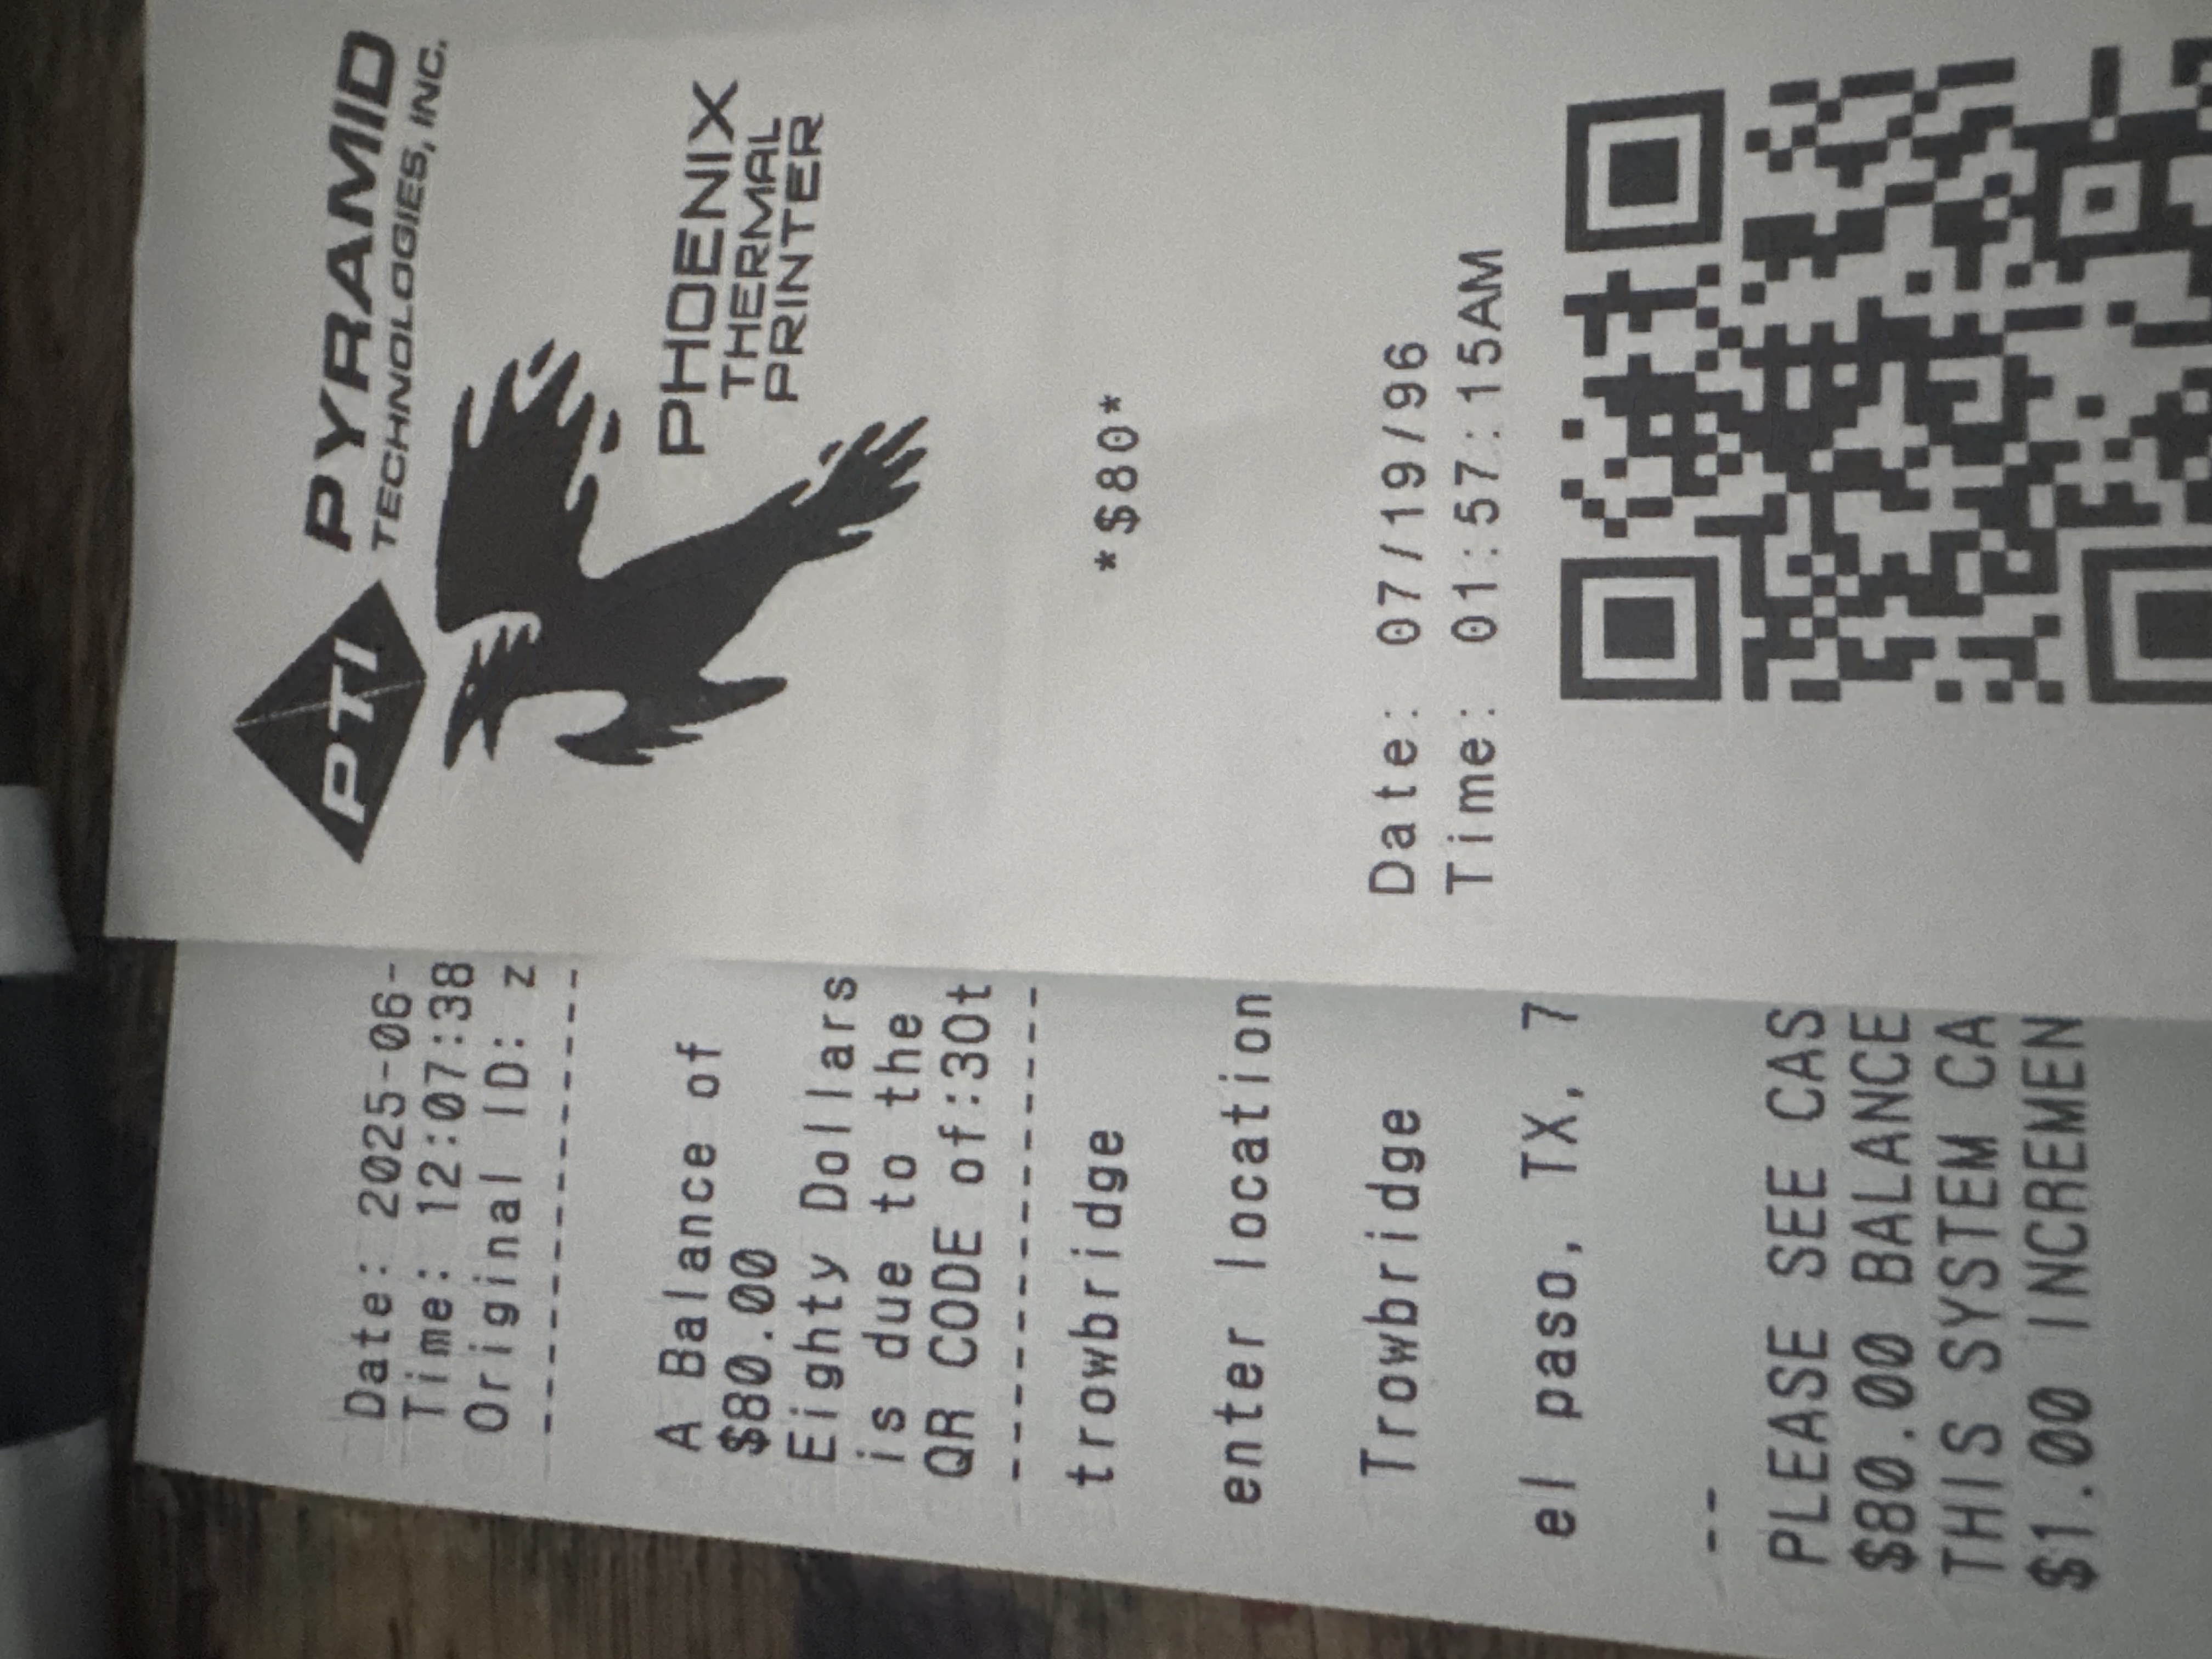 PTI PYRAMID
TECHNOLOGIES, INC.
PHOENIX
THERMAL
PRINTER
*$80*
Date: 07/19/96
Time: 01:57:15AM
Date: 2025-06-
Time: 12:07:38
Original ID: z
------------------
A Balance of
$80.00
Eighty Dollars
is due to the
QR CODE of:30t
------------------
trowbridge
enter location
Trowbridge
el paso, TX, 7
--
PLEASE SEE CAS
$80.00 BALANCE
THIS SYSTEM CA
$1.00 INCREMEN